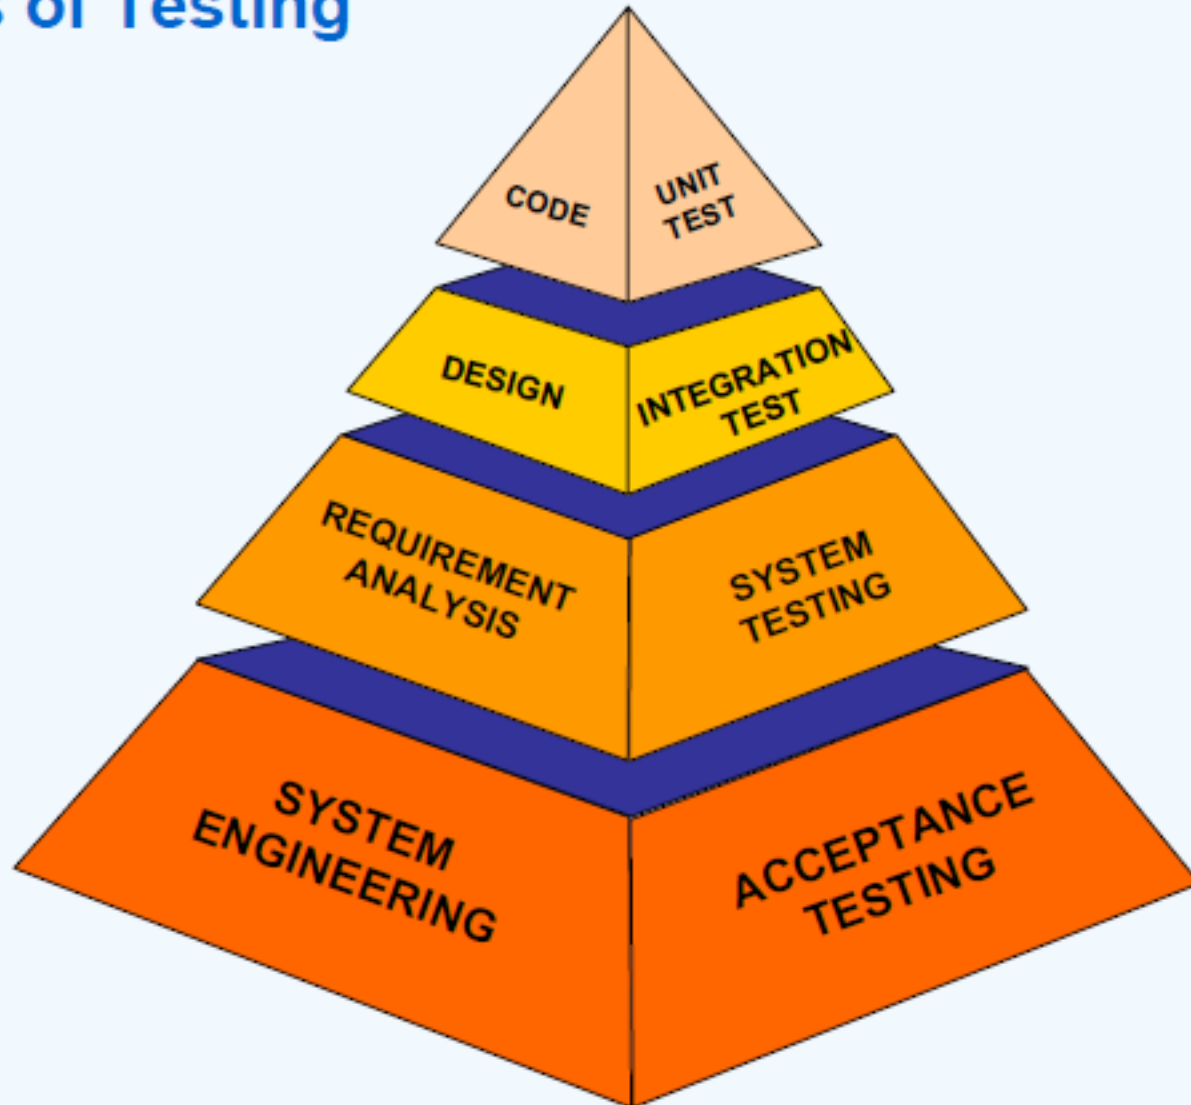 of Testing
CODE
UNIT
TEST
DESIGN
INTEGRATION
TEST
REQUIREMENT
ANALYSIS
SYSTEM
TESTING
SYSTEM
ENGINEERING
ACCEPTANCE
TESTING